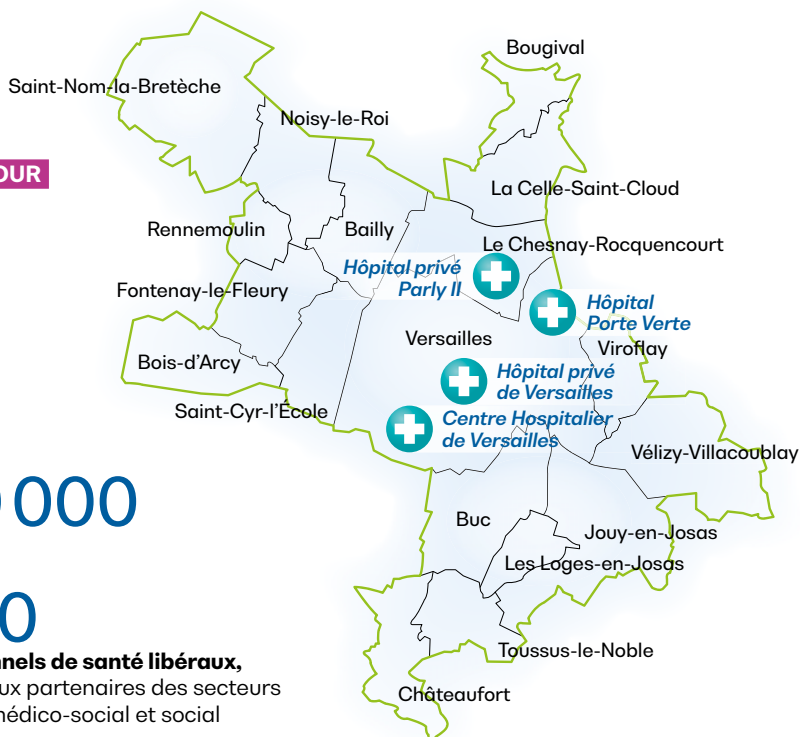 Bougival
Saint-Nom-la-Bretèche
Noisy-le-Roi
OUR
La Celle-Saint-Cloud
Rennemoulin
Bailly
Le Chesnay-Rocquencourt
Hôpital privé
Parly II
Fontenay-le-Fleury
Hôpital
Porte Verte
Versailles
Viroflay
Bois-d'Arcy
Hôpital privé
de Versailles
Saint-Cyr-l'École
Centre Hospitalier
de Versailles
Vélizy-Villacoublay
000
Buc
Jouy-en-Josas
Les Loges-en-Josas
0
nels de santé libéraux,
ux partenaires des secteurs
médico-social et social
Toussus-le-Noble
Châteaufort